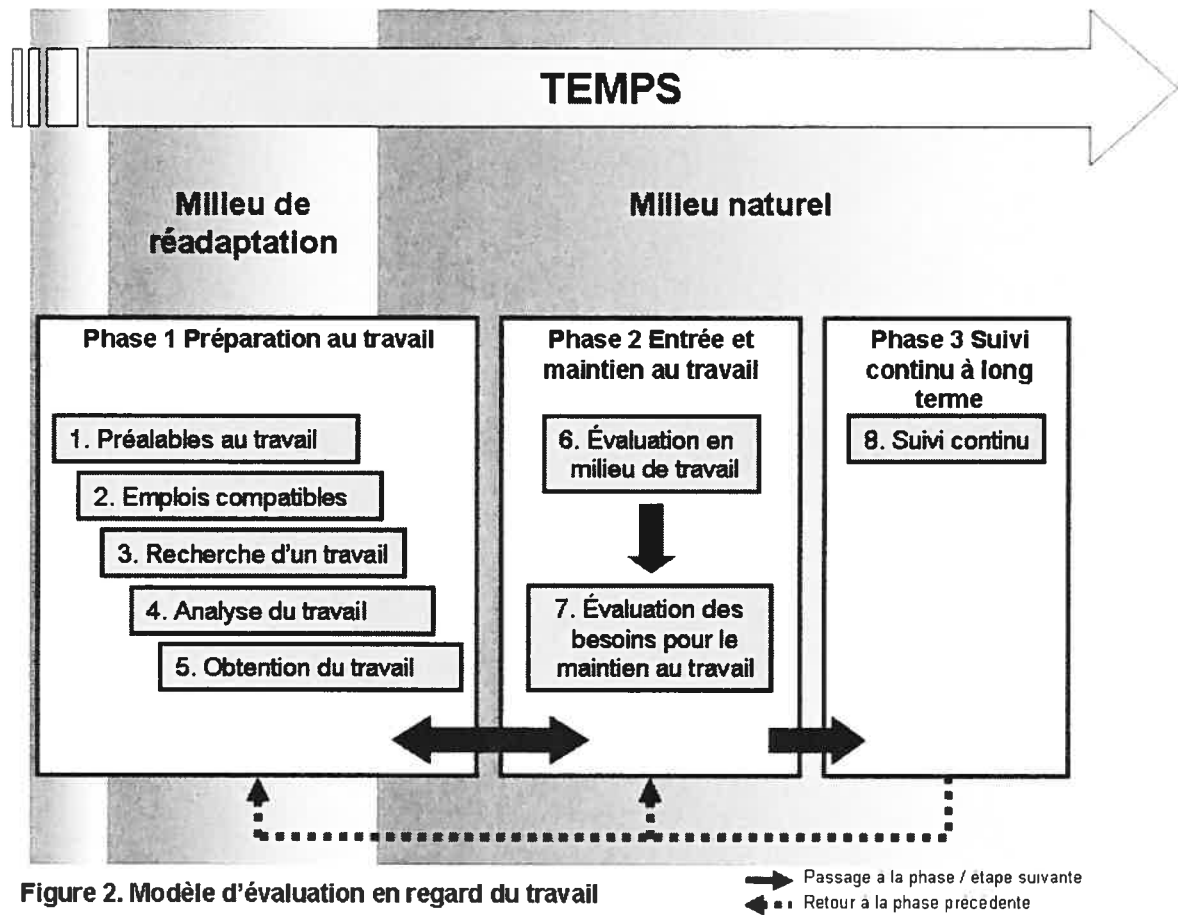 TEMPS
Milieu de
réadaptation
Milieu naturel
Phase 1 Préparation au travail
1. Préalables au travail
2. Emplois compatibles
3. Recherche d'un travail
4. Analyse du travail
5. Obtention du travail
Phase 2 Entrée et
maintien au travail
6. Évaluation en
milieu de travail
7. Évaluation des
besoins pour le
maintien au travail
Phase 3 Suivi
continu à long
terme
8. Suivi continu
Figure 2. Modèle d'évaluation en regard du travail
Passage à la phase / étape suivante
Retour à la phase précédente